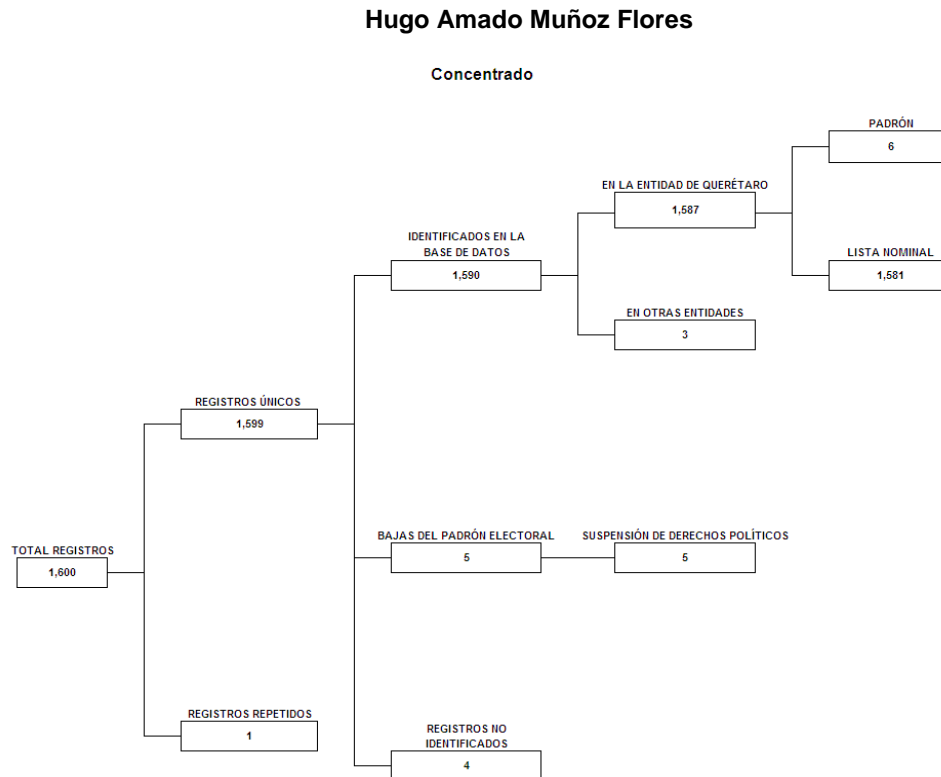 Hugo Amado Muñoz Flores
Concentrado
PADRÓN
6
EN LA ENTIDAD DE QUERÉTARO
1,587
IDENTIFICADOS EN LA
BASE DE DATOS
1,590
LISTA NOMINAL
1,581
EN OTRAS ENTIDADES
3
REGISTROS ÚNICOS
1,599
BAJAS DEL PADRÓN ELECTORAL
5
SUSPENSIÓN DE DERECHOS POLÍTICOS
5
TOTAL REGISTROS
1,600
REGISTROS REPETIDOS
1
REGISTROS NO
IDENTIFICADOS
4